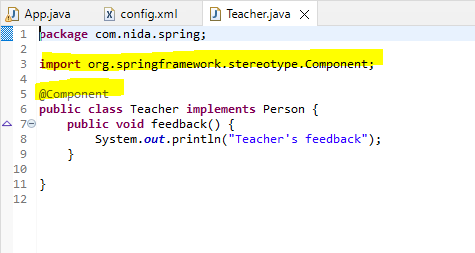 App.java config.xml Teacher.java
1 package com.nida.spring;
2
3 import org.springframework.stereotype.Component;
4
5 @Component
6 public class Teacher implements Person {
7 public void feedback() {
8 System.out.println("Teacher's feedback");
9 }
10
11 }
12